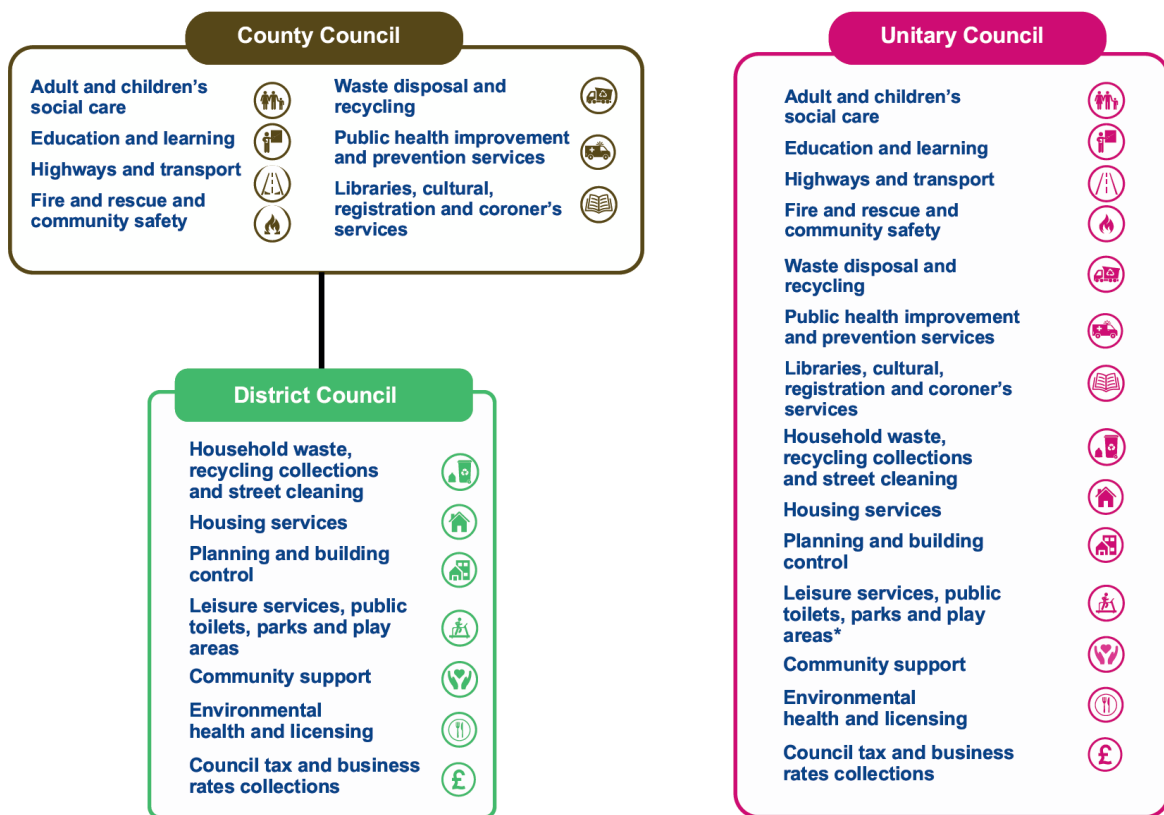 County Council
Adult and children's
social care
Education and learning
Highways and transport
Fire and rescue and
community safety
Waste disposal and
recycling
Public health improvement
and prevention services
Libraries, cultural,
registration and coroner's
services
District Council
Household waste,
recycling collections
and street cleaning
Housing services
Planning and building
control
Leisure services, public
toilets, parks and play
areas
Community support
Environmental
health and licensing
Council tax and business
rates collections
£
Unitary Council
Adult and children's
social care
Education and learning
Highways and transport
Fire and rescue and
community safety
Waste disposal and
recycling
Public health improvement
and prevention services
Libraries, cultural,
registration and coroner's
services
Household waste,
recycling collections
and street cleaning
Housing services
Planning and building
control
Leisure services, public
toilets, parks and play
areas*
Community support
Environmental
health and licensing
Council tax and business
rates collections
£